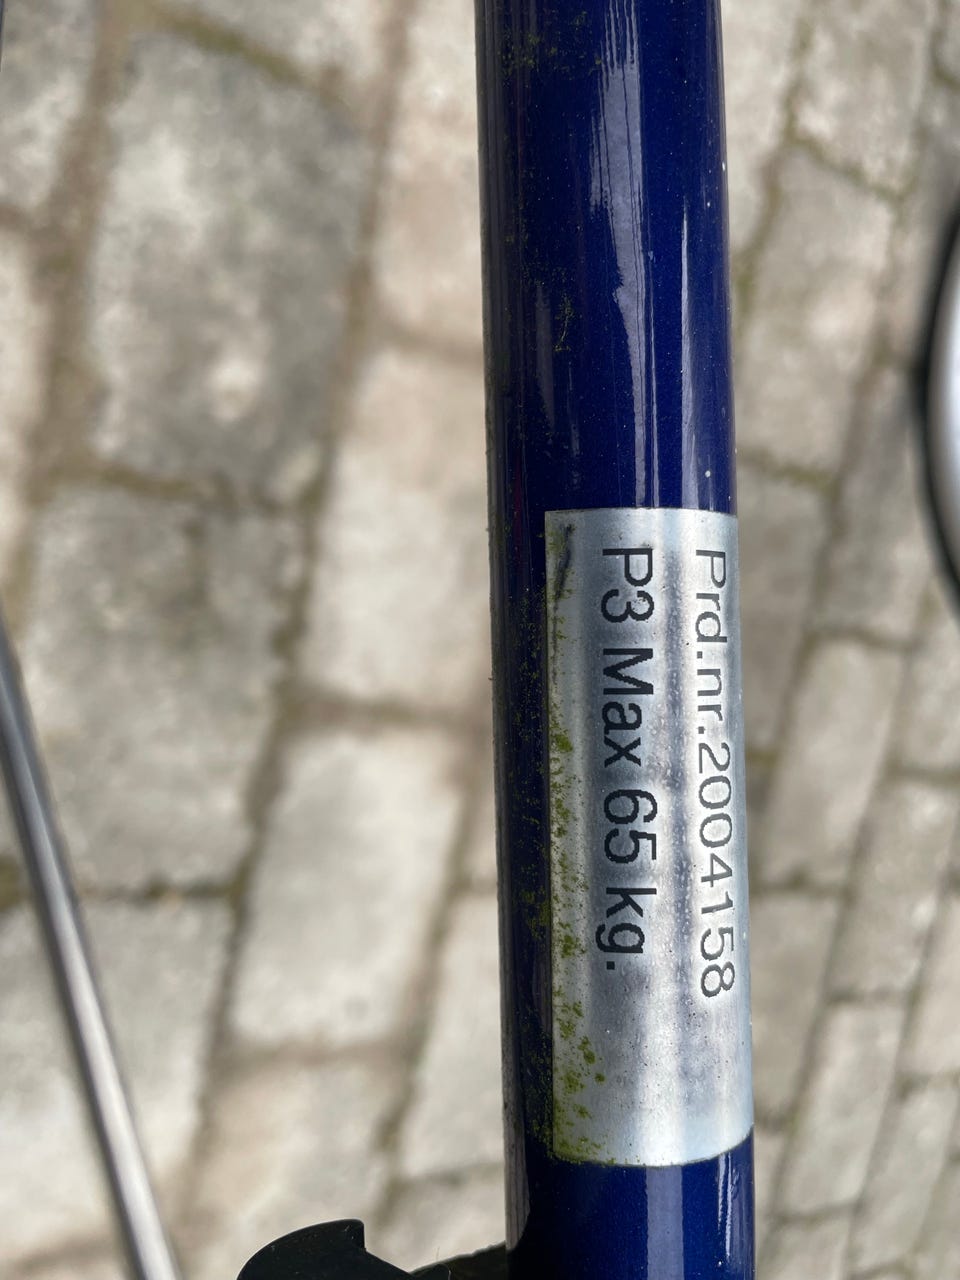 Prd.nr.2004158
P3 Max 65 kg.